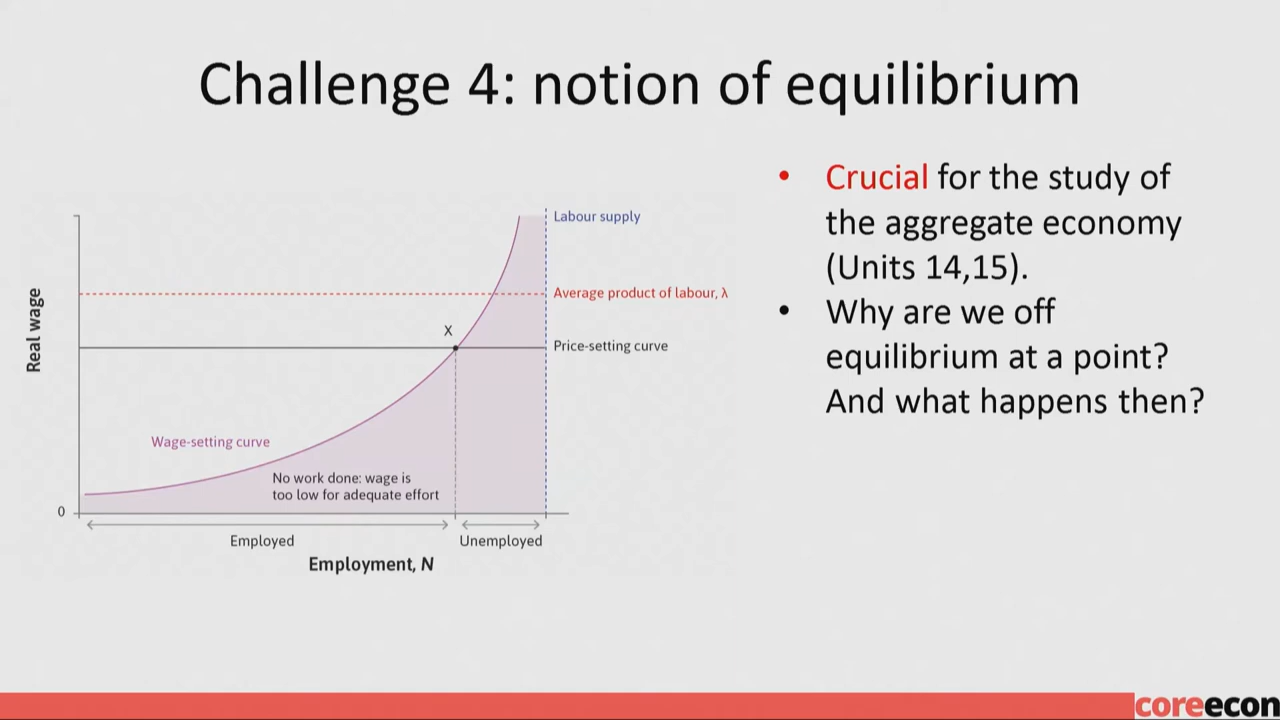 Challenge 4: notion of equilibrium
Labour supply
Average product of labour, λ
X
Price-setting curve
Real wage
Wage-setting curve
No work done: wage is
too low for adequate effort
0
Employed
Unemployed
Employment, N
• Crucial for the study of
the aggregate economy
(Units 14,15).
• Why are we off
equilibrium at a point?
And what happens then?
coreecon